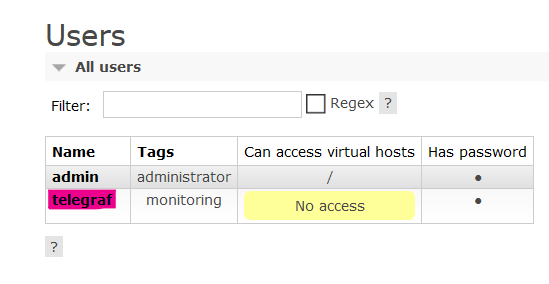 Users
All users
Filter: Regex ?
Name Tags Can access virtual hosts Has password
admin administrator / ●
telegraf monitoring No access ●
?